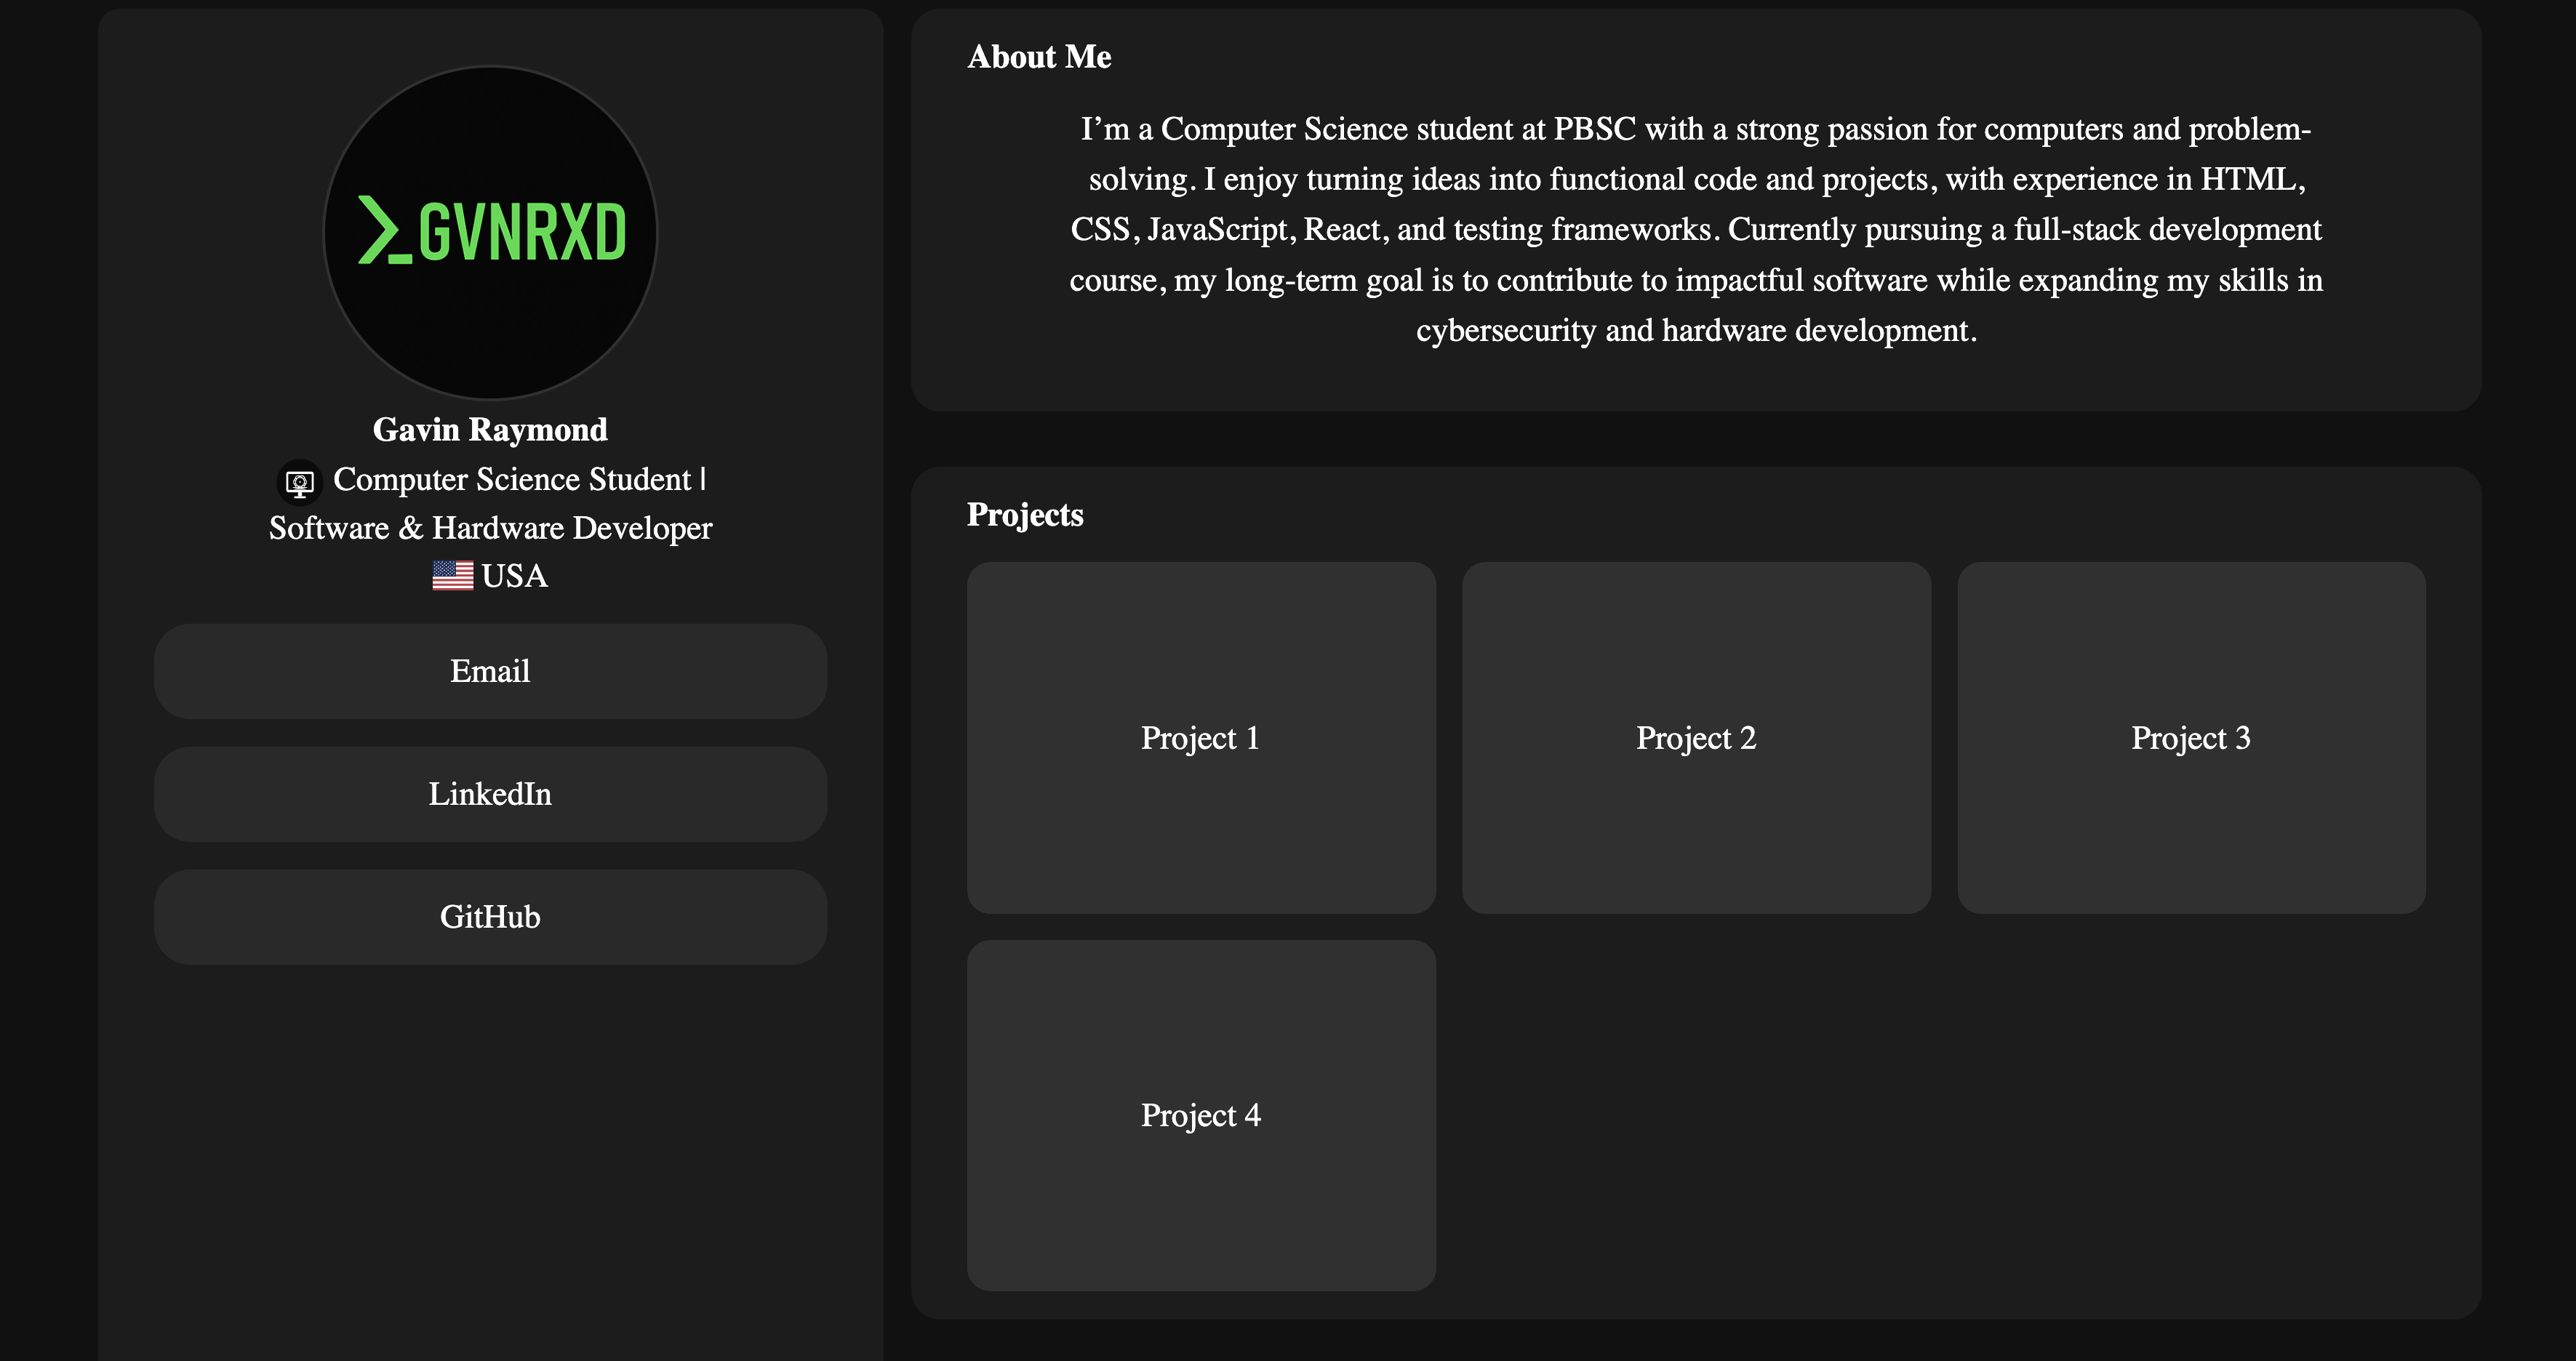 GVNRXD
Gavin Raymond
Computer Science Student |
Software & Hardware Developer
USA
Email
LinkedIn
GitHub
About Me
I’m a Computer Science student at PBSC with a strong passion for computers and problem-
solving. I enjoy turning ideas into functional code and projects, with experience in HTML,
CSS, JavaScript, React, and testing frameworks. Currently pursuing a full-stack development
course, my long-term goal is to contribute to impactful software while expanding my skills in
cybersecurity and hardware development.
Projects
Project 1
Project 2
Project 3
Project 4